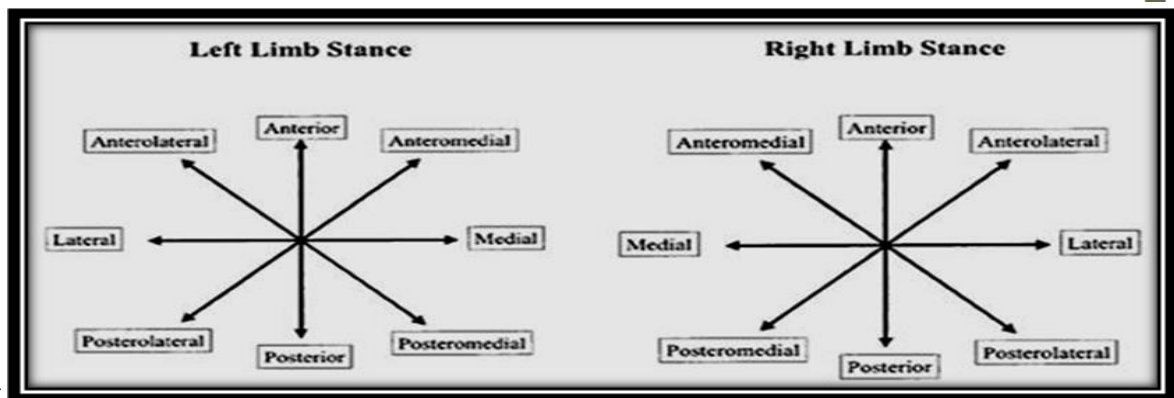 Left Limb Stance
Anterolateral
Anterior
Anteromedial
Lateral
Medial
Posterolateral
Posterior
Posteromedial
Right Limb Stance
Anteromedial
Anterior
Anterolateral
Medial
Lateral
Posteromedial
Posterior
Posterolateral